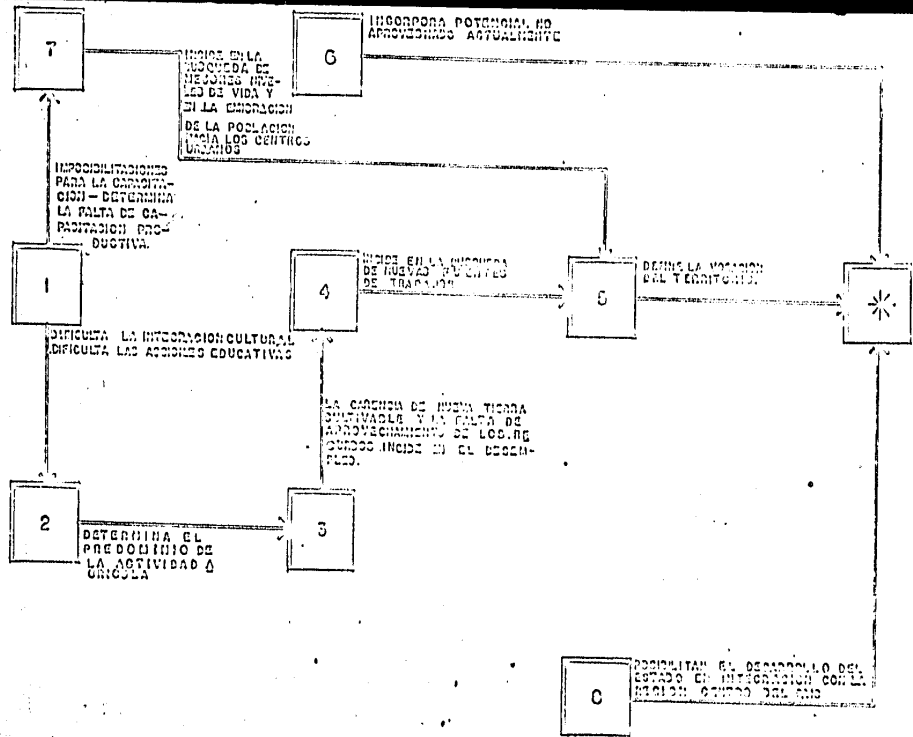 7
INCIDE EN LA
BUSQUEDA DE
MEJORES NIVE-
LES DE VIDA Y
EN LA EMIGRACION
DE LA POBLACION
HACIA LOS CENTROS
URBANOS
6
INCORPORA POTENCIAL NO
APROVECHADO ACTUALMENTE
IMPOSIBILITACIONES
PARA LA CAPACITA-
CION - DETERMINA
LA FALTA DE CA-
PACITACION PRO-
DUCTIVA.
1
DIFICULTA LA INTEGRACION CULTURAL
DIFICULTA LAS ACCIONES EDUCATIVAS
4
INCIDE EN LA BUSQUEDA
DE NUEVAS FUENTES
DE TRABAJO
5
DEFINE LA VOCACION
DEL TERRITORIO.
LA CARENCIA DE NUEVA TIERRA
CULTIVABLE Y LA FALTA DE
APROVECHAMIENTO DE LOS RE
CURSOS INCIDE EN EL DESEM-
PLEO.
2
DETERMINA EL
PREDOMINIO DE
LA ACTIVIDAD A
GRICOLA
3
POSIBILITAN EL DESARROLLO DEL
ESTADO EN INTEGRACION CON LA
REGION CENTRO DEL